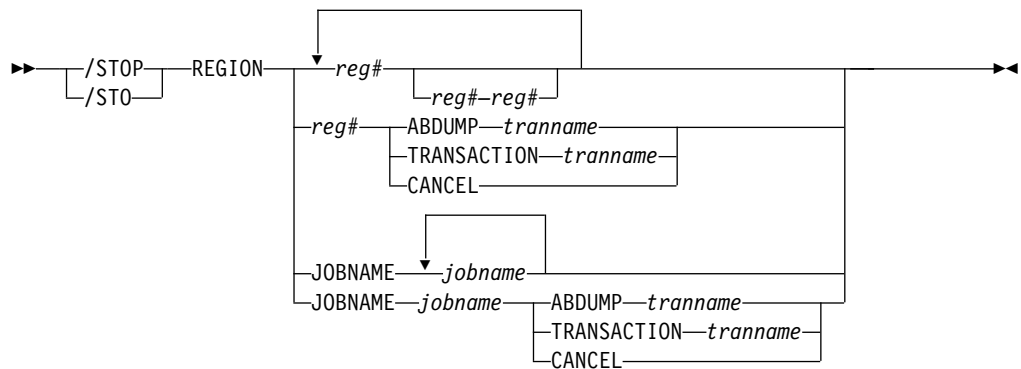 /STOP REGION reg#
/STO reg#–reg#
reg# ABDUMP tranname
TRANSACTION tranname
CANCEL
JOBNAME jobname
JOBNAME jobname ABDUMP tranname
TRANSACTION tranname
CANCEL